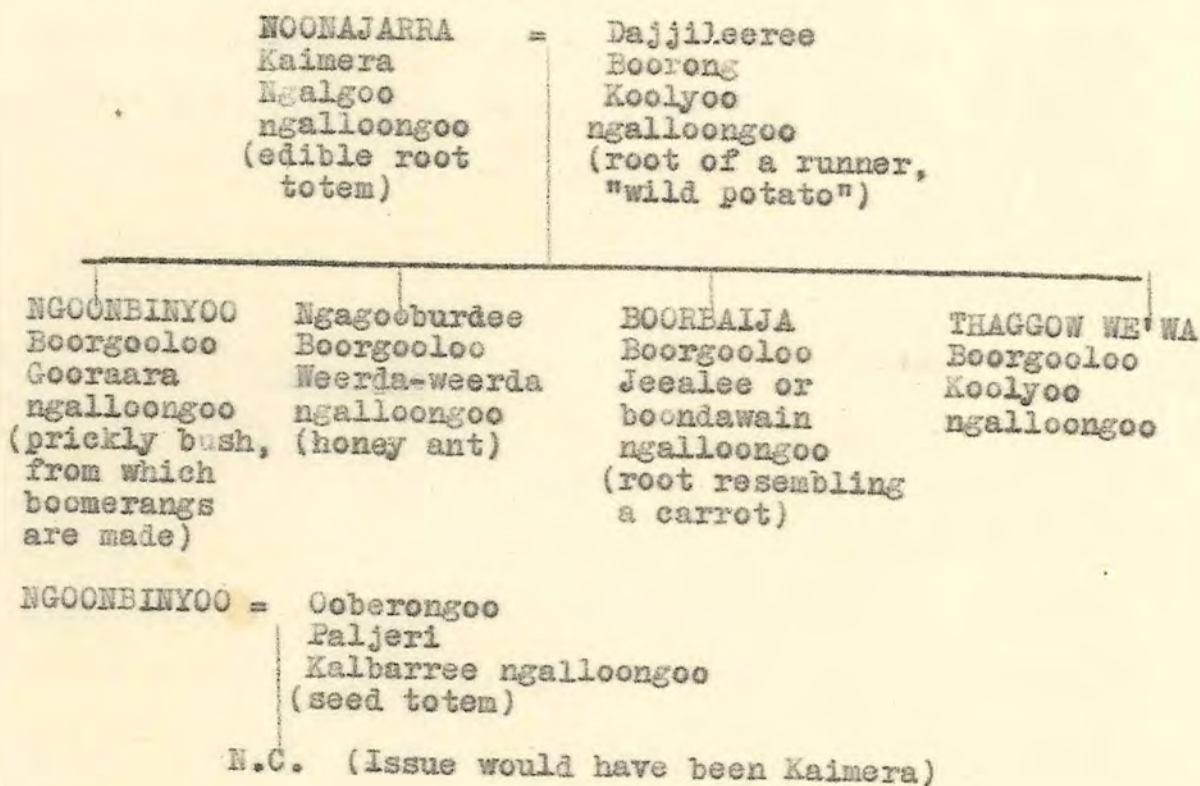 NOONAJARRA = Dajjileeree
Kaimera Boorong
Ngalgoo Koolyoo
ngalloongoo ngalloongoo
(edible root (root of a runner,
totem) "wild potato")
NGOONBINYOO Ngagooburdee BOORBAIJA THAGGOW WE'WA
Boorgooloo Boorgooloo Boorgooloo Boorgooloo
Gooraara Weerda-weerda Jeealee or Koolyoo
ngalloongoo ngalloongoo boondawain ngalloongoo
(prickly bush, (honey ant) ngalloongoo
from which (root resembling
boomerangs a carrot)
are made)
NGOONBINYOO = Ooberongoo
Paljeri
Kalbarree ngalloongoo
(seed totem)
N.C. (Issue would have been Kaimera)